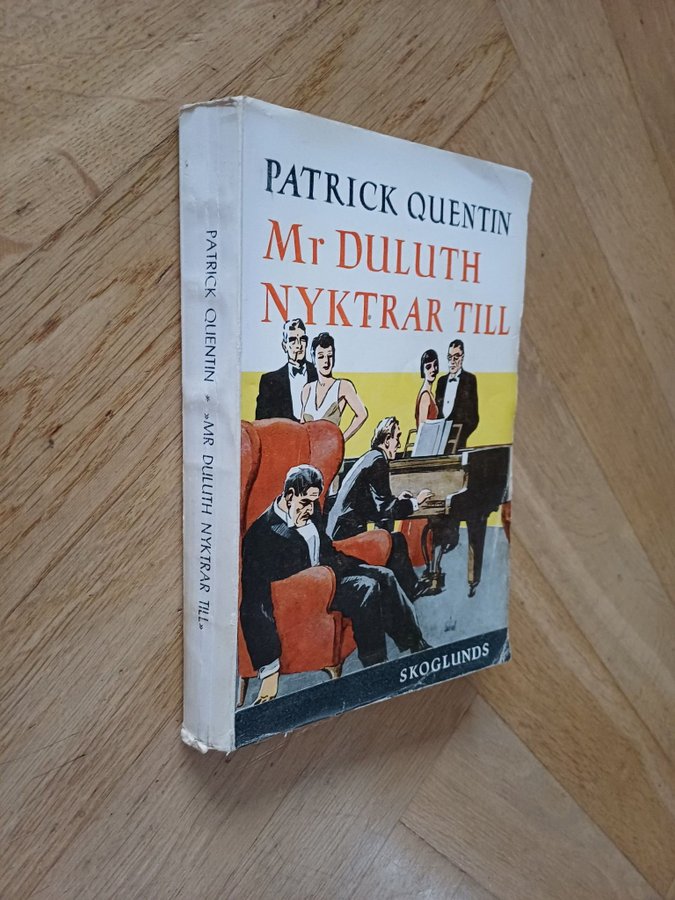 PATRICK QUENTIN
Mr DULUTH
NYKTRAR TILL
SKOGLUNDS
PATRICK QUENTIN * »MR DULUTH NYKTRAR TILL»